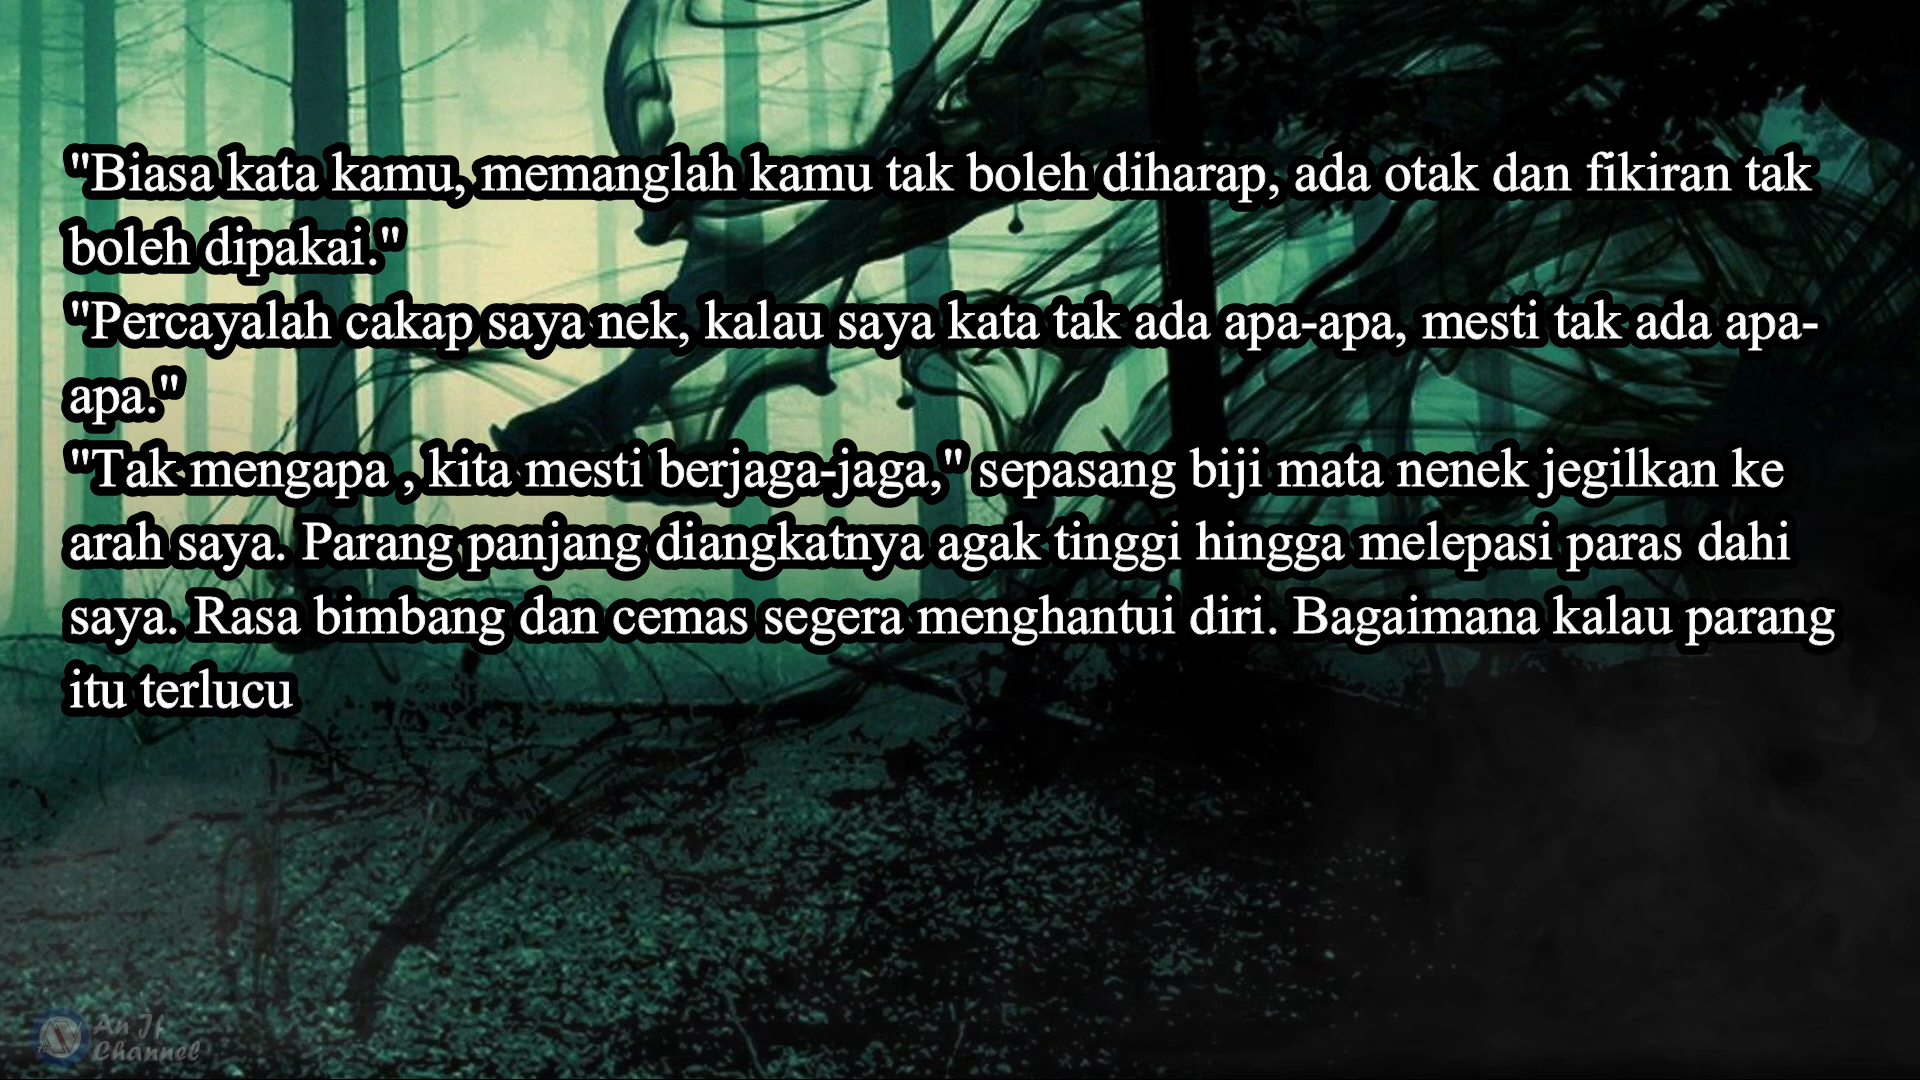 "Biasa kata kamu, memanglah kamu tak boleh diharap, ada otak dan fikiran tak
boleh dipakai."
"Percayalah cakap saya nek, kalau saya kata tak ada apa-apa, mesti tak ada apa-
apa."
"Tak mengapa , kita mesti berjaga-jaga," sepasang biji mata nenek jegilkan ke
arah saya. Parang panjang diangkatnya agak tinggi hingga melepasi paras dahi
saya. Rasa bimbang dan cemas segera menghantui diri. Bagaimana kalau parang
itu terlucu
An If
Channel